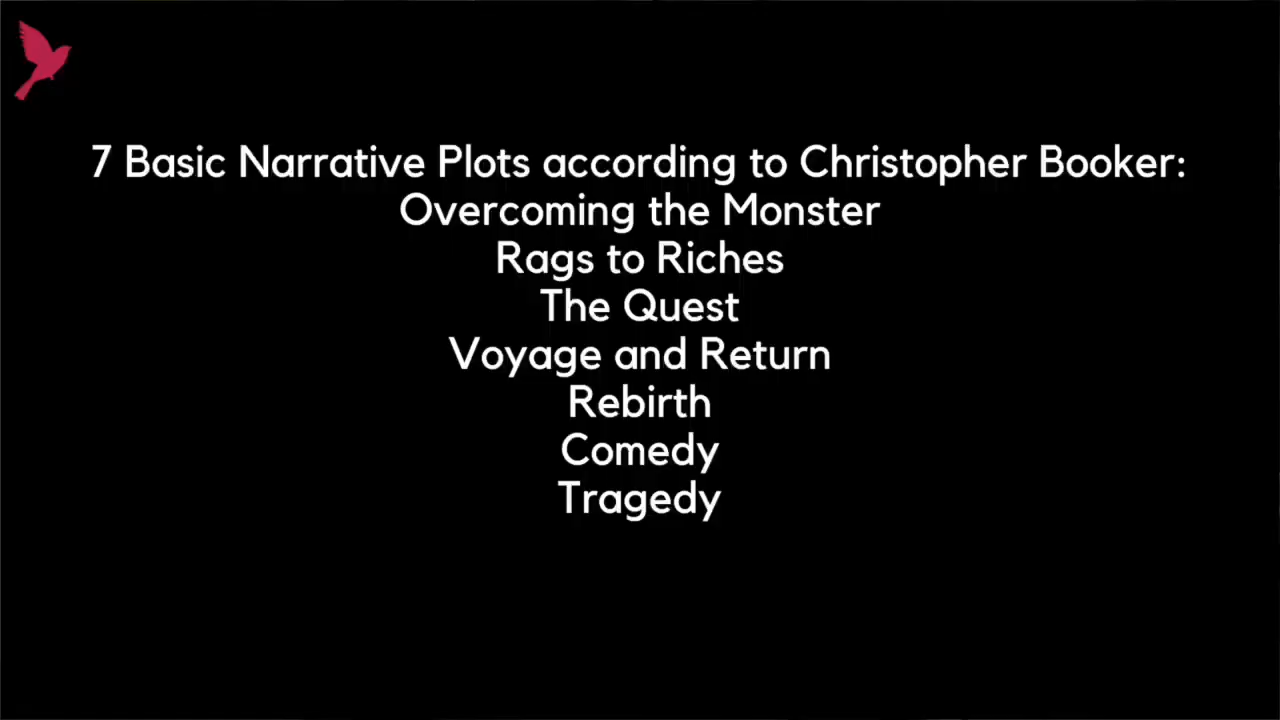 7 Basic Narrative Plots according to Christopher Booker:
Overcoming the Monster
Rags to Riches
The Quest
Voyage and Return
Rebirth
Comedy
Tragedy